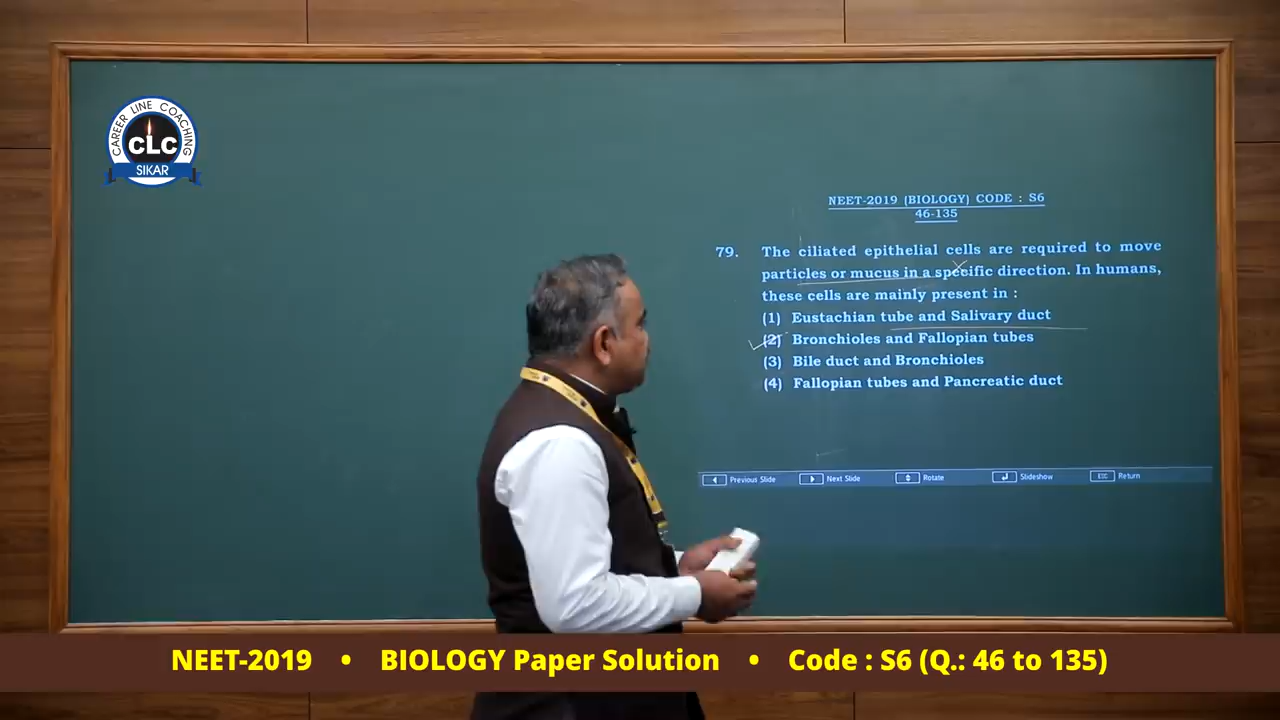 CAREER LINE COACHING
CLC
SIKAR
NEET-2019 (BIOLOGY) CODE : S6
46-135
79. The ciliated epithelial cells are required to move
particles or mucus in a specific direction. In humans,
these cells are mainly present in :
(1) Eustachian tube and Salivary duct
(2) Bronchioles and Fallopian tubes
(3) Bile duct and Bronchioles
(4) Fallopian tubes and Pancreatic duct
Previous Slide Next Slide Rotate Slideshow ESC Return
NEET-2019 • BIOLOGY Paper Solution • Code : S6 (Q.: 46 to 135)